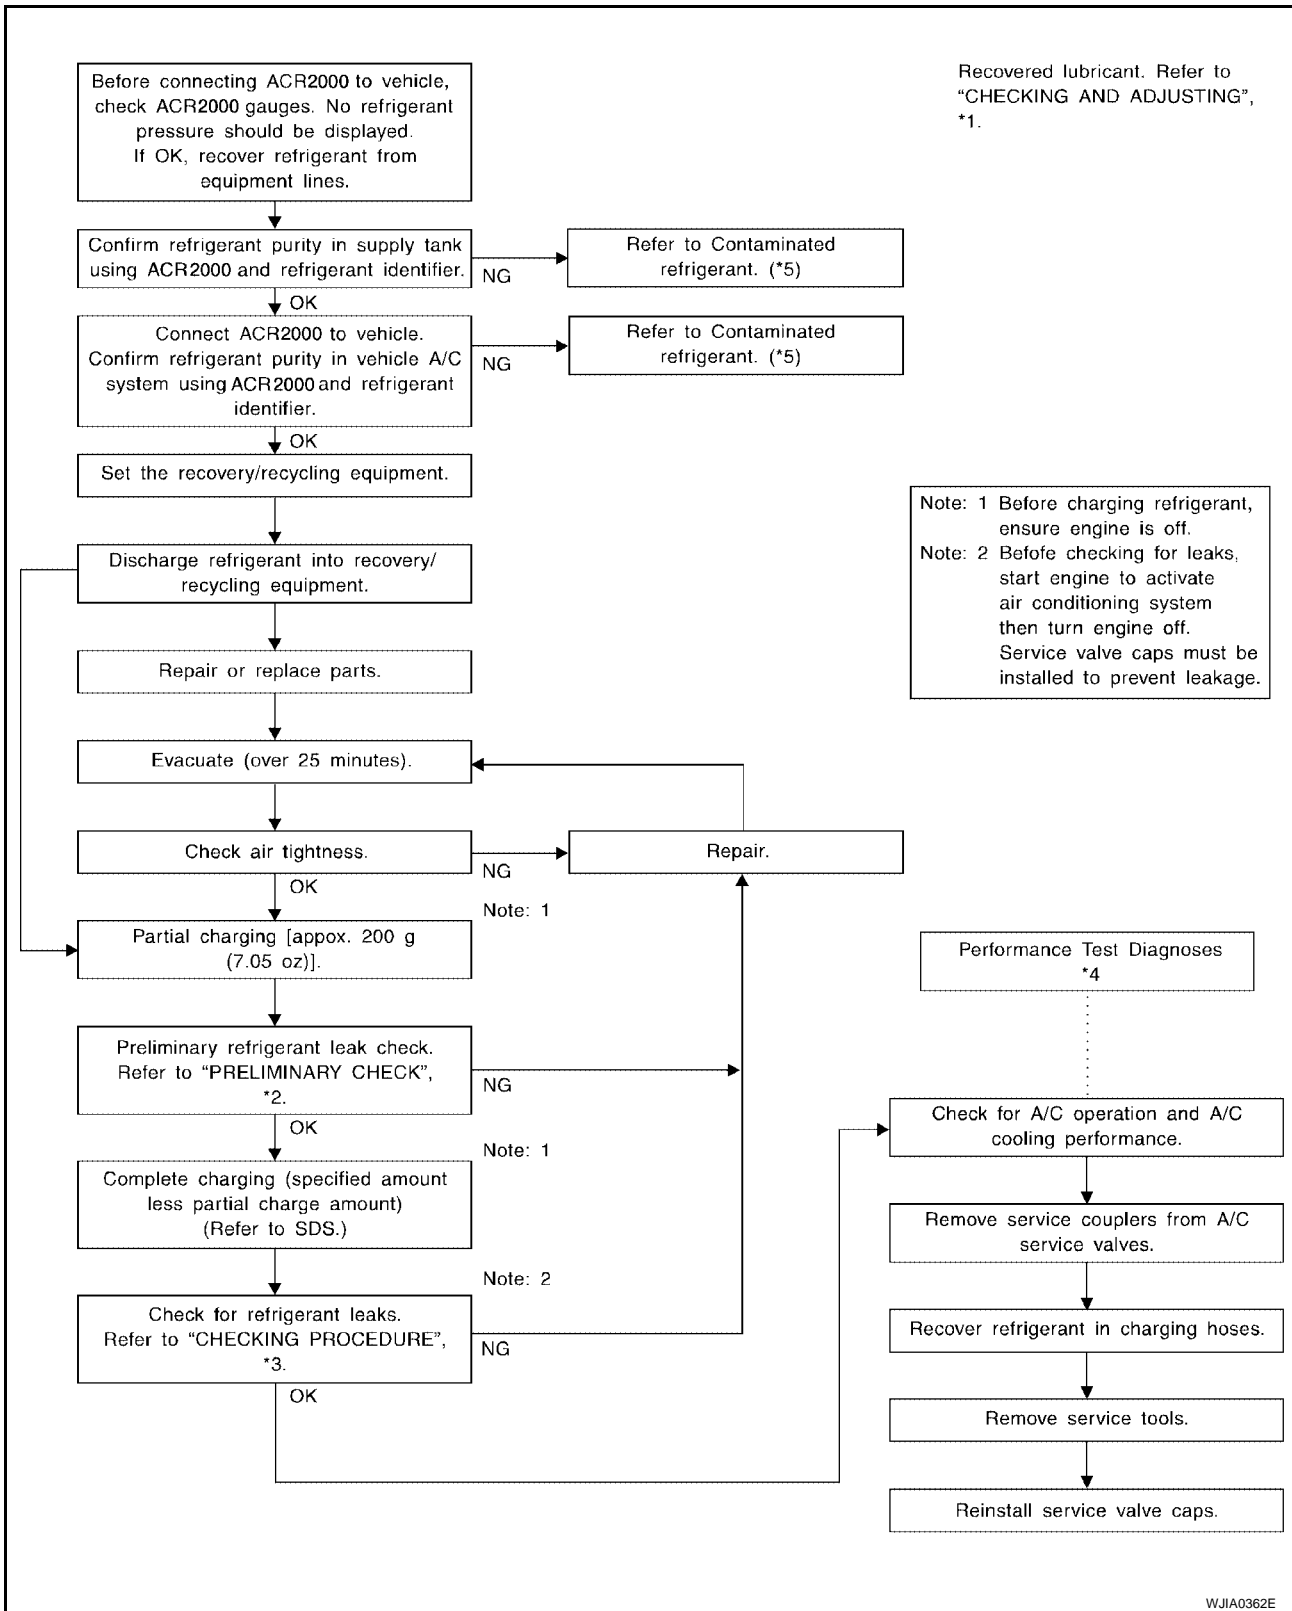 Before connecting ACR2000 to vehicle,
check ACR2000 gauges. No refrigerant
pressure should be displayed.
If OK, recover refrigerant from
equipment lines.
Recovered lubricant. Refer to
“CHECKING AND ADJUSTING”,
*1.
Confirm refrigerant purity in supply tank
using ACR2000 and refrigerant identifier.
NG
Refer to Contaminated
refrigerant. (*5)
OK
Connect ACR2000 to vehicle.
Confirm refrigerant purity in vehicle A/C
system using ACR2000 and refrigerant
identifier.
NG
Refer to Contaminated
refrigerant. (*5)
OK
Set the recovery/recycling equipment.
Note: 1 Before charging refrigerant,
ensure engine is off.
Note: 2 Befofe checking for leaks,
start engine to activate
air conditioning system
then turn engine off.
Service valve caps must be
installed to prevent leakage.
Discharge refrigerant into recovery/
recycling equipment.
Repair or replace parts.
Evacuate (over 25 minutes).
Check air tightness.
NG
Repair.
OK
Note: 1
Partial charging [appox. 200 g
(7.05 oz)].
Preliminary refrigerant leak check.
Refer to “PRELIMINARY CHECK”,
*2.
NG
OK
Note: 1
Complete charging (specified amount
less partial charge amount)
(Refer to SDS.)
Note: 2
Check for refrigerant leaks.
Refer to “CHECKING PROCEDURE”,
*3.
NG
OK
Performance Test Diagnoses
*4
Check for A/C operation and A/C
cooling performance.
Remove service couplers from A/C
service valves.
Recover refrigerant in charging hoses.
Remove service tools.
Reinstall service valve caps.
WJIA0362E